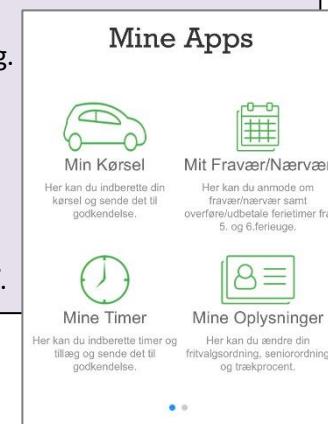 g.
.
Mine Apps
Min Kørsel
Her kan du indberette din
kørsel og sende det til
godkendelse.
Mit Fravær/Nærvær
Her kan du anmode om
fravær/nærvær samt
overføre/udbetale ferietimer fra
5. og 6.ferieuge.
Mine Timer
Her kan du indberette timer og
tillæg og sende det til
godkendelse.
Mine Oplysninger
Her kan du ændre din
fritvalgsordning, seniorordning
og trækprocent.